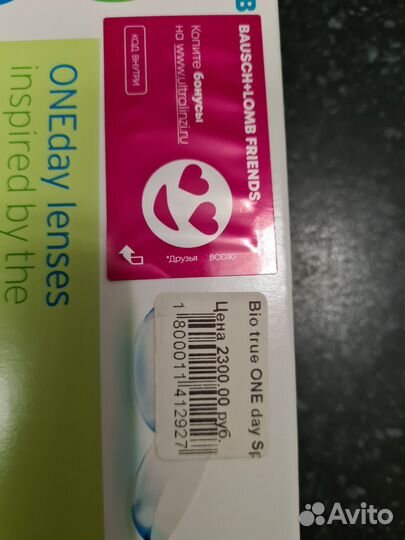 B
ONEday lenses
inspired by the
BAUSCH+LOMB FRIENDS
Копите бонусы
на www.ultralinzi.ru
КОД ВНУТРИ
*Друзья BOD30
Bio true ONE day Sp
Цена 2300.00 руб.
1 800011 412927
Avito